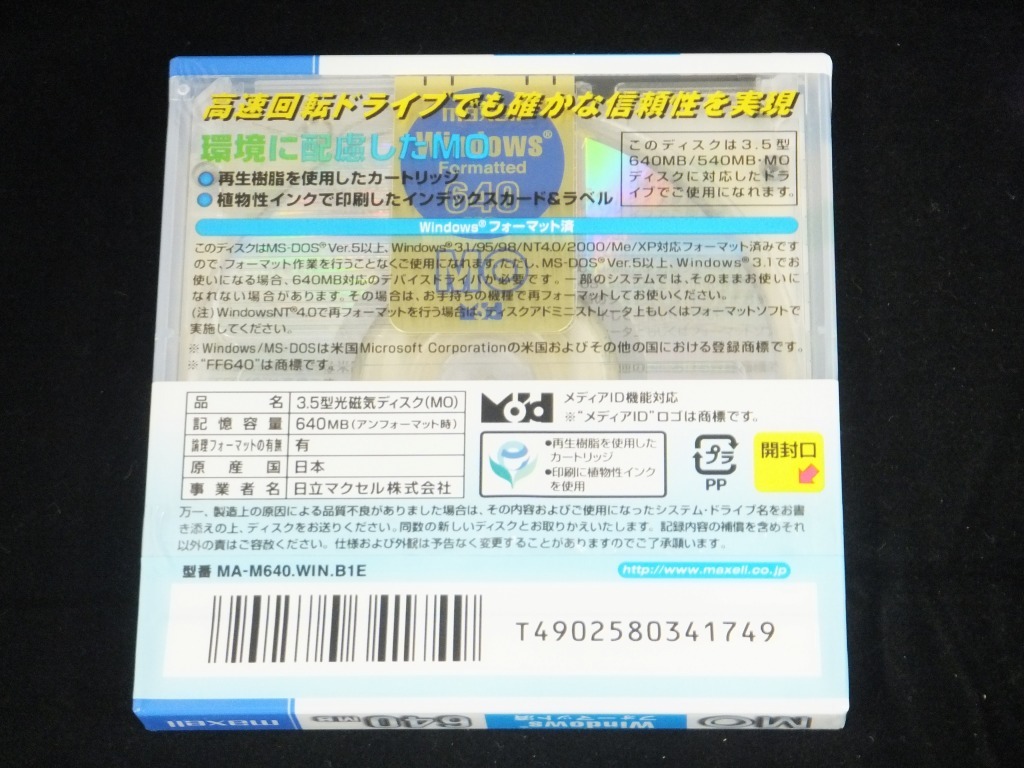 高速回転ドライブでも確かな信頼性を実現
環境に配慮したMO
再生樹脂を使用したカートリッジ
植物性インクで印刷したインデックスカード&ラベル
このディスクは3.5型
640MB/540MB・MO
ディスクに対応したドラ
イブでご使用になれます。
maxell
Windows®
Formatted
640
MO
Windows®フォーマット済
このディスクはMS-DOS® Ver.5以上、Windows® 3.1/95/98/NT4.0/2000/Me/XP対応フォーマット済みです
ので、フォーマット作業を行うことなくご使用になれます。ただし、MS-DOS® Ver.5以上、Windows® 3.1でお
使いになる場合、640MB対応のデバイスドライバが必要です。一部のシステムでは、そのままお使いに
なれない場合があります。その場合は、お手持ちの機種で再フォーマットしてお使いください。
(注) WindowsNT®4.0で再フォーマットを行う場合は、ディスクアドミニストレータ上もしくはフォーマットソフトで
実施してください。
※Windows/MS-DOSは米国Microsoft Corporationの米国およびその他の国における登録商標です。
※"FF640"は商標です。
品名 3.5型光磁気ディスク(MO)
記憶容量 640MB(アンフォーマット時)
論理フォーマットの有無 有
原産国 日本
事業者名 日立マクセル株式会社
メディアID機能対応
※"メディアID"ロゴは商標です。
●再生樹脂を使用した
カートリッジ
●印刷に植物性インク
を使用
プラ
PP
開封口
万一、製造上の原因による品質不良がありました場合は、その内容およびご使用になったシステム・ドライブ名をお書
き添えの上、ディスクをお送りください。同数の新しいディスクとお取りかえいたします。記録内容の補償を含めそれ
以外の責はご容赦ください。仕様および外観は予告なく変更することがありますのでご了承願います。
型番 MA-M640.WIN.B1E
http://www.maxell.co.jp
T4902580341749
maxell
640MB
Windows®
フォーマット済
MO